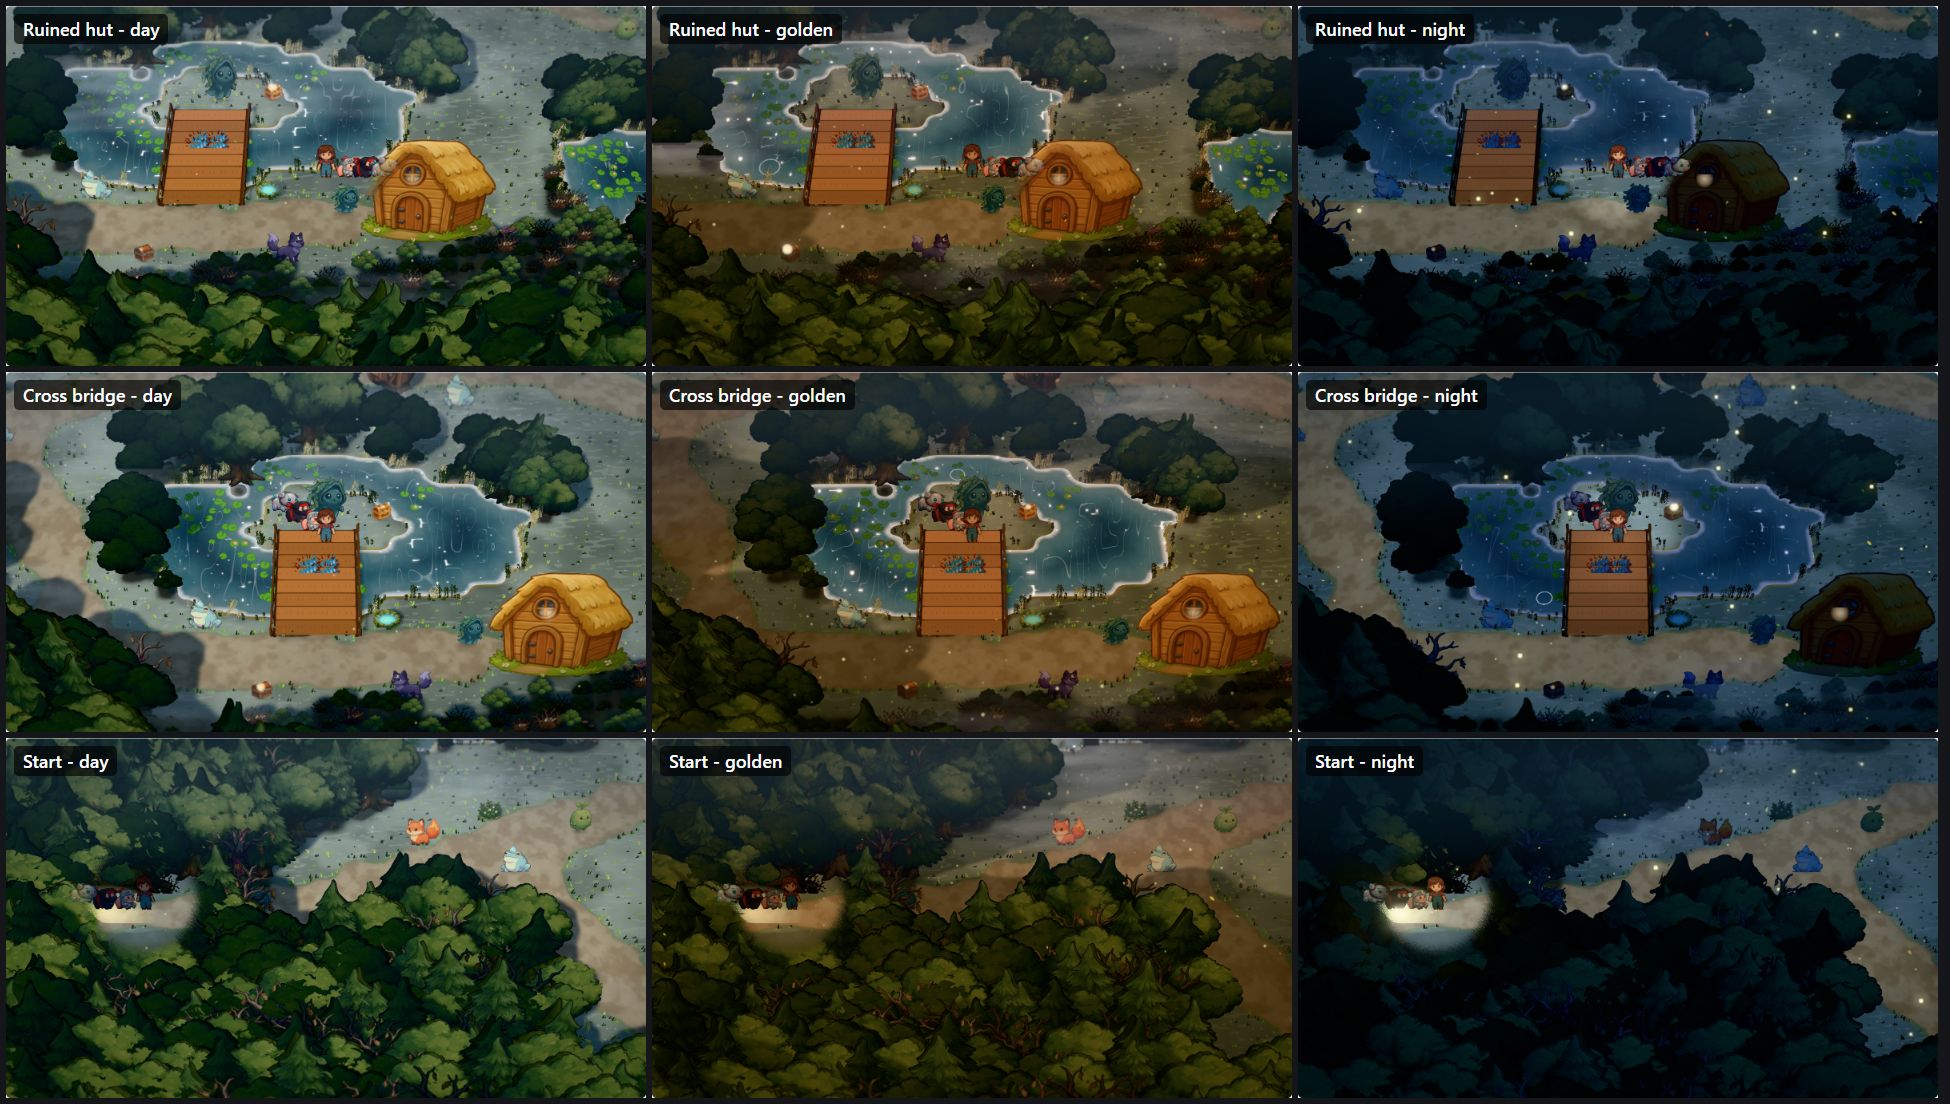 Ruined hut - day
Ruined hut - golden
Ruined hut - night
Cross bridge - day
Cross bridge - golden
Cross bridge - night
Start - day
Start - golden
Start - night